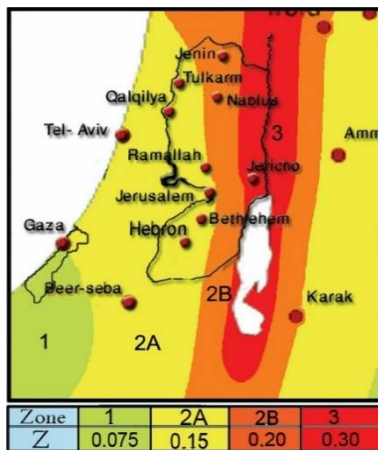 Jenin
Tulkarm
Qalqilya
Nablus
Tel- Aviv
3
Amm
Ramallah
Jericho
Jerusalem
Gaza
Bethlehem
Hebron
Beer-seba
2B
Karak
1
2A
Zone 1 2A 2B 3
Z 0.075 0.15 0.20 0.30